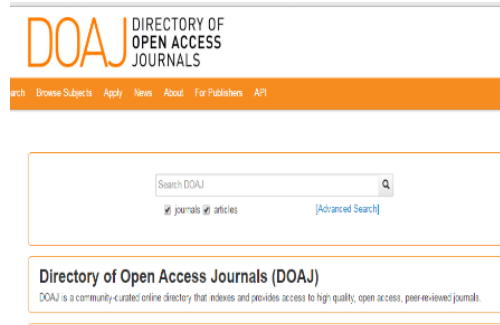 DOAJ
DIRECTORY OF
OPEN ACCESS
JOURNALS
arch Browse Subjects Apply News About For Publishers API
Search DOAJ
journals articles [Advanced Search]
Directory of Open Access Journals (DOAJ)
DOAJ is a community-curated online directory that indexes and provides access to high quality, open access, peer-reviewed journals.